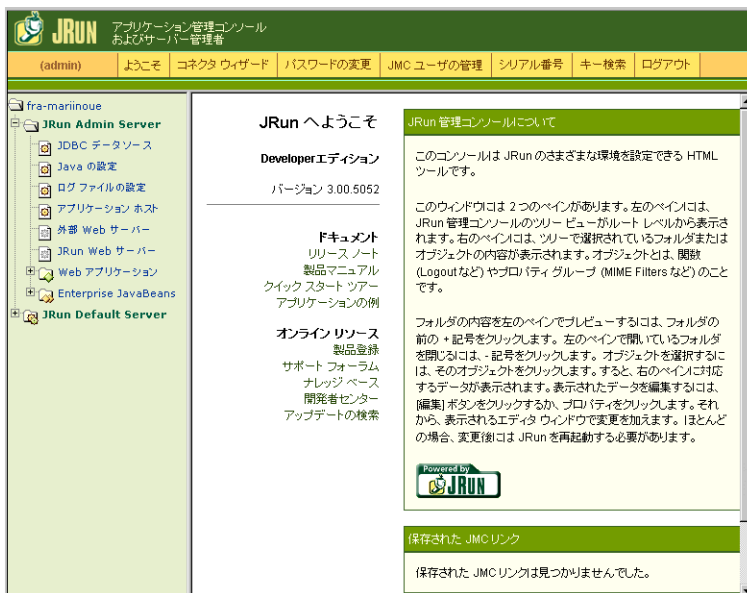 JRUN
アプリケーション管理コンソール
およびサーバー管理者
(admin) ようこそ コネクタ ウィザード パスワードの変更 JMC ユーザの管理 シリアル番号 キー検索 ログアウト
fra-mariinoue
JRun Admin Server
JDBC データソース
Java の設定
ログ ファイルの設定
アプリケーション ホスト
外部 Web サーバー
JRun Web サーバー
Web アプリケーション
Enterprise JavaBeans
JRun Default Server
JRun へようこそ
Developerエディション
バージョン 3.00.5052
ドキュメント
リリース ノート
製品マニュアル
クイック スタート ツアー
アプリケーションの例
オンライン リソース
製品登録
サポート フォーラム
ナレッジ ベース
開発者センター
アップデートの検索
JRun 管理コンソールについて
このコンソールは JRun のさまざまな環境を設定できる HTML
ツールです。
このウィンドウには 2 つのペインがあります。左のペインには、
JRun 管理コンソールのツリー ビューがルート レベルから表示さ
れます。右のペインには、ツリーで選択されているフォルダまたは
オブジェクトの内容が表示されます。オブジェクトとは、関数
(Logoutなど) やプロパティ グループ (MIME Filters など) のこと
です。
フォルダの内容を左のペインでプレビューするには、フォルダの
前の + 記号をクリックします。 左のペインで開いているフォルダ
を閉じるには、- 記号をクリックします。 オブジェクトを選択するに
は、そのオブジェクトをクリックします。すると、右のペインに対応
するデータが表示されます。表示されたデータを編集するには、
[編集] ボタンをクリックするか、プロパティをクリックします。それ
から、表示されるエディタ ウィンドウで変更を加えます。 ほとんど
の場合、変更後には JRun を再起動する必要があります。
Powered by
JRUN
保存された JMC リンク
保存された JMC リンクは見つかりませんでした。